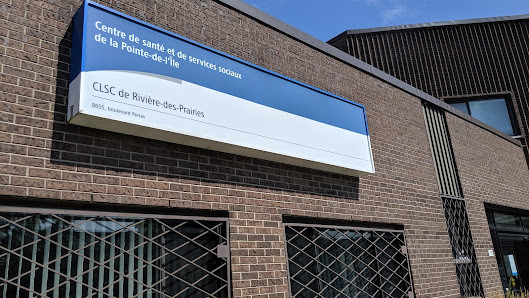 Centre de santé et de services sociaux
de la Pointe-de-l'Île
CLSC de Rivière-des-Prairies
8655, boulevard Perras